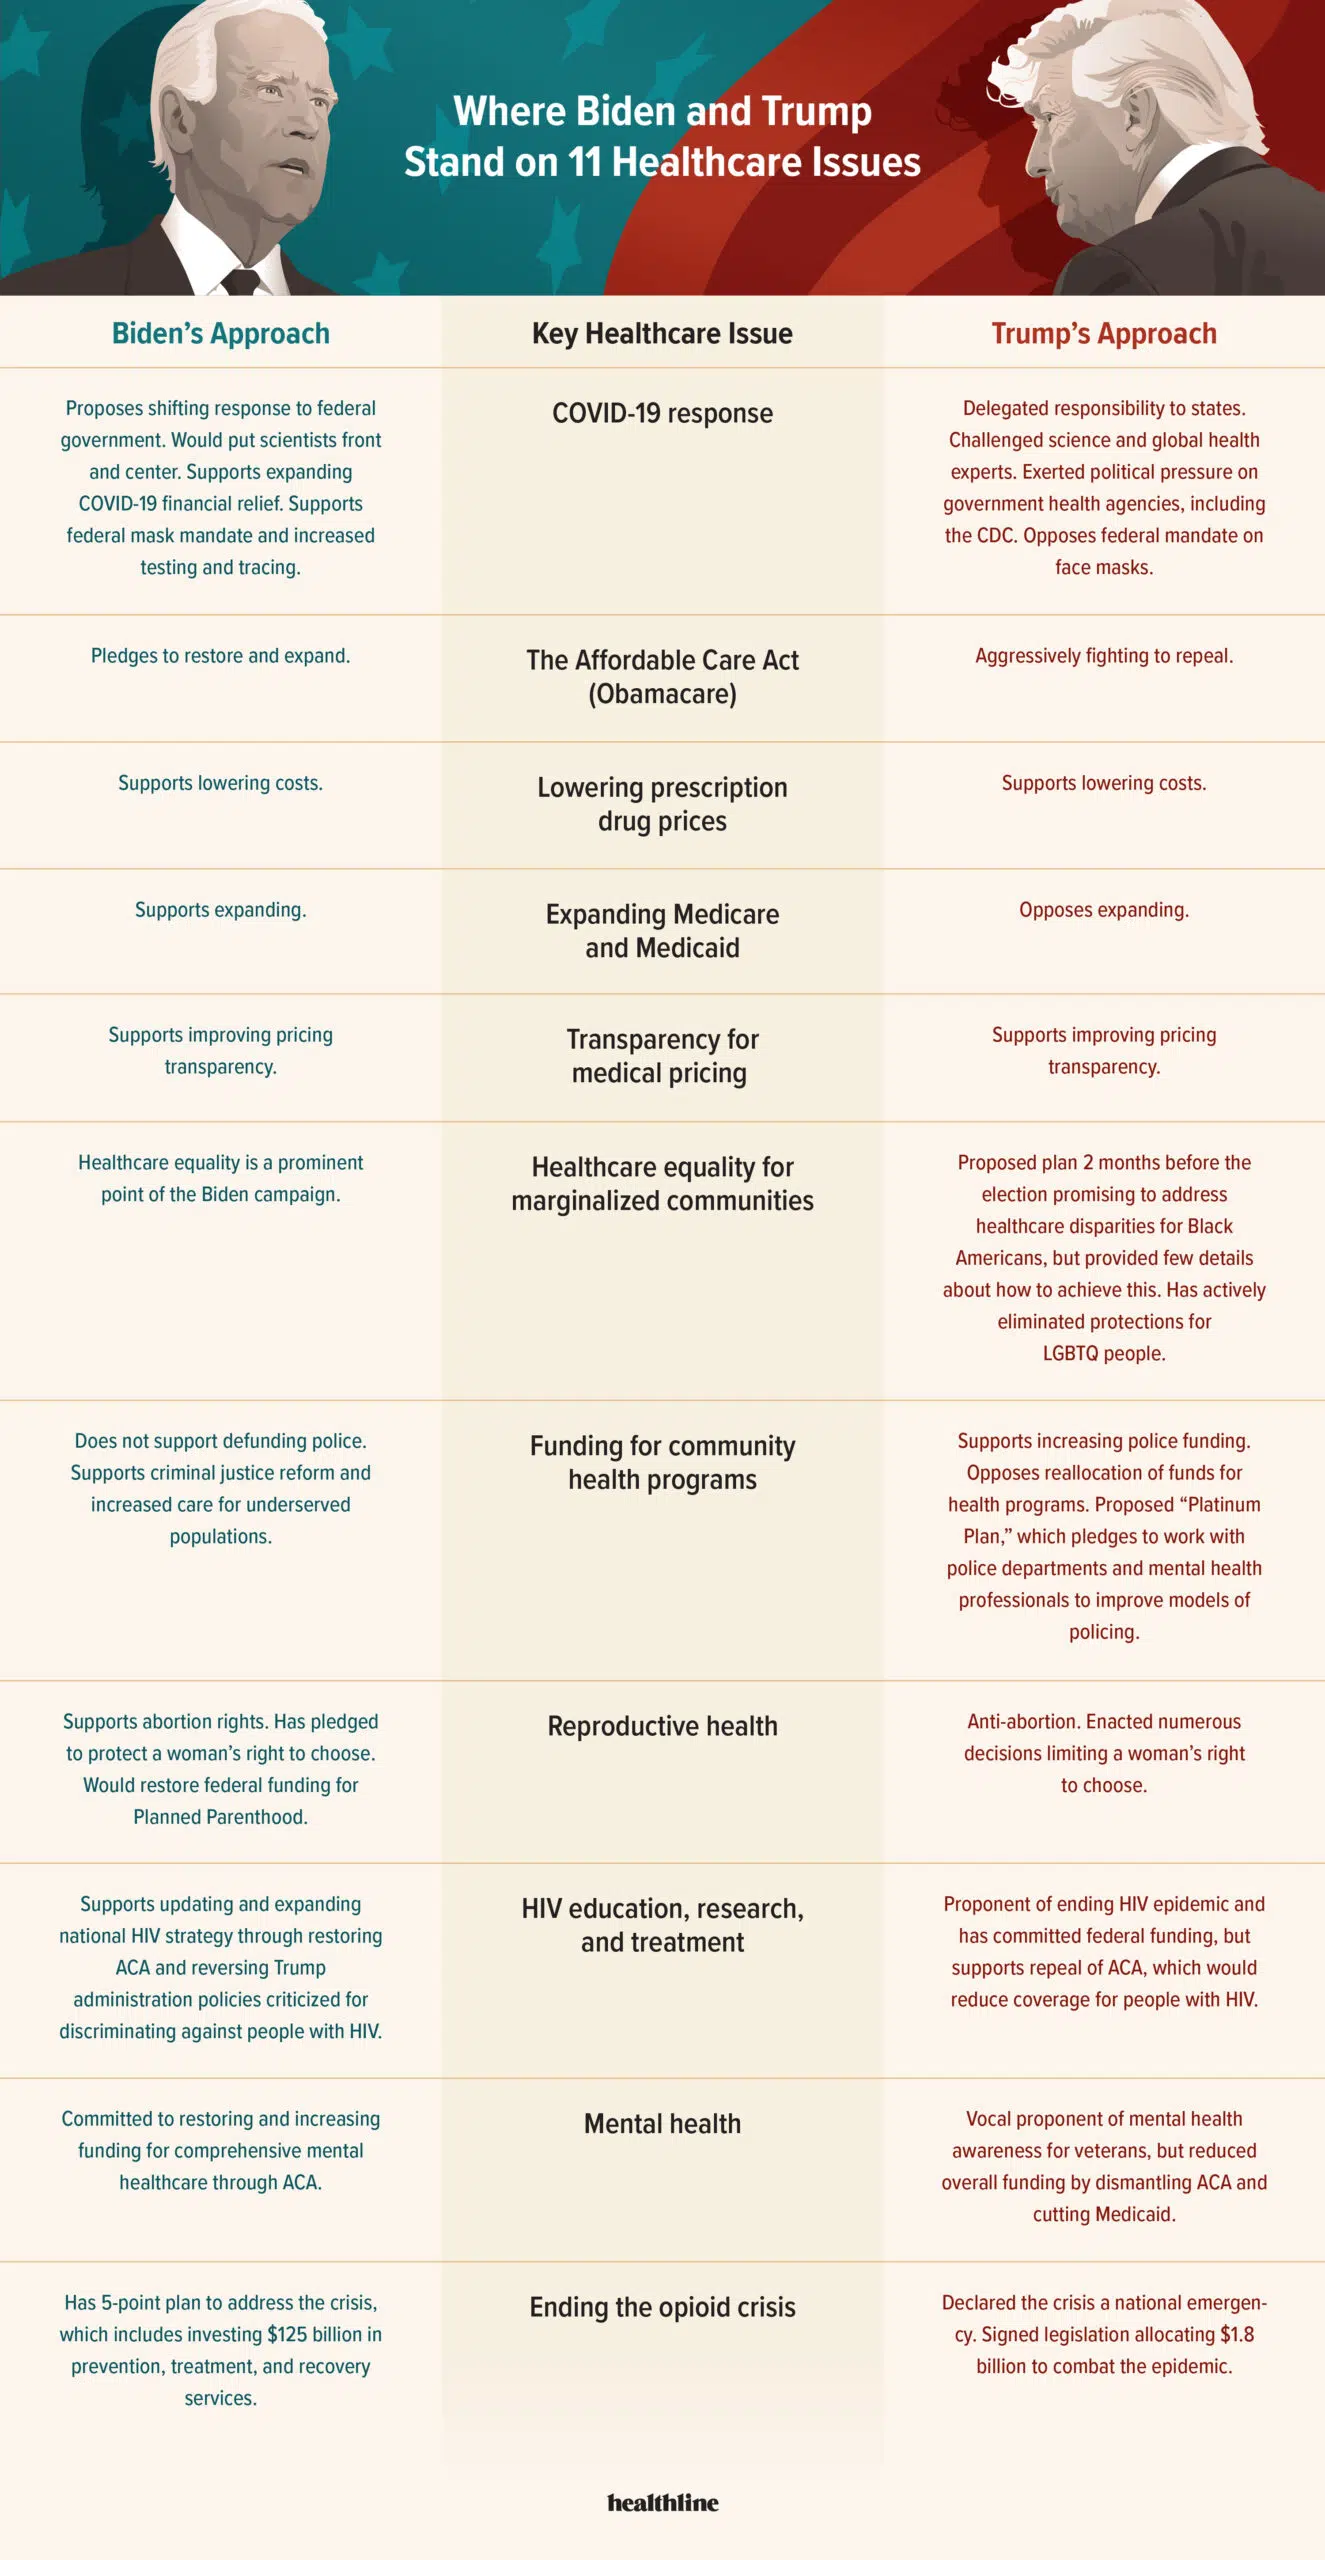 Where Biden and Trump
Stand on 11 Healthcare Issues
Biden’s Approach
Key Healthcare Issue
Trump’s Approach
Proposes shifting response to federal
government. Would put scientists front
and center. Supports expanding
COVID-19 financial relief. Supports
federal mask mandate and increased
testing and tracing.
COVID-19 response
Delegated responsibility to states.
Challenged science and global health
experts. Exerted political pressure on
government health agencies, including
the CDC. Opposes federal mandate on
face masks.
Pledges to restore and expand.
The Affordable Care Act
(Obamacare)
Aggressively fighting to repeal.
Supports lowering costs.
Lowering prescription
drug prices
Supports lowering costs.
Supports expanding.
Expanding Medicare
and Medicaid
Opposes expanding.
Supports improving pricing
transparency.
Transparency for
medical pricing
Supports improving pricing
transparency.
Healthcare equality is a prominent
point of the Biden campaign.
Healthcare equality for
marginalized communities
Proposed plan 2 months before the
election promising to address
healthcare disparities for Black
Americans, but provided few details
about how to achieve this. Has actively
eliminated protections for
LGBTQ people.
Does not support defunding police.
Supports criminal justice reform and
increased care for underserved
populations.
Funding for community
health programs
Supports increasing police funding.
Opposes reallocation of funds for
health programs. Proposed “Platinum
Plan,” which pledges to work with
police departments and mental health
professionals to improve models of
policing.
Supports abortion rights. Has pledged
to protect a woman’s right to choose.
Would restore federal funding for
Planned Parenthood.
Reproductive health
Anti-abortion. Enacted numerous
decisions limiting a woman’s right
to choose.
Supports updating and expanding
national HIV strategy through restoring
ACA and reversing Trump
administration policies criticized for
discriminating against people with HIV.
HIV education, research,
and treatment
Proponent of ending HIV epidemic and
has committed federal funding, but
supports repeal of ACA, which would
reduce coverage for people with HIV.
Committed to restoring and increasing
funding for comprehensive mental
healthcare through ACA.
Mental health
Vocal proponent of mental health
awareness for veterans, but reduced
overall funding by dismantling ACA and
cutting Medicaid.
Has 5-point plan to address the crisis,
which includes investing $125 billion in
prevention, treatment, and recovery
services.
Ending the opioid crisis
Declared the crisis a national emergen-
cy. Signed legislation allocating $1.8
billion to combat the epidemic.
healthline